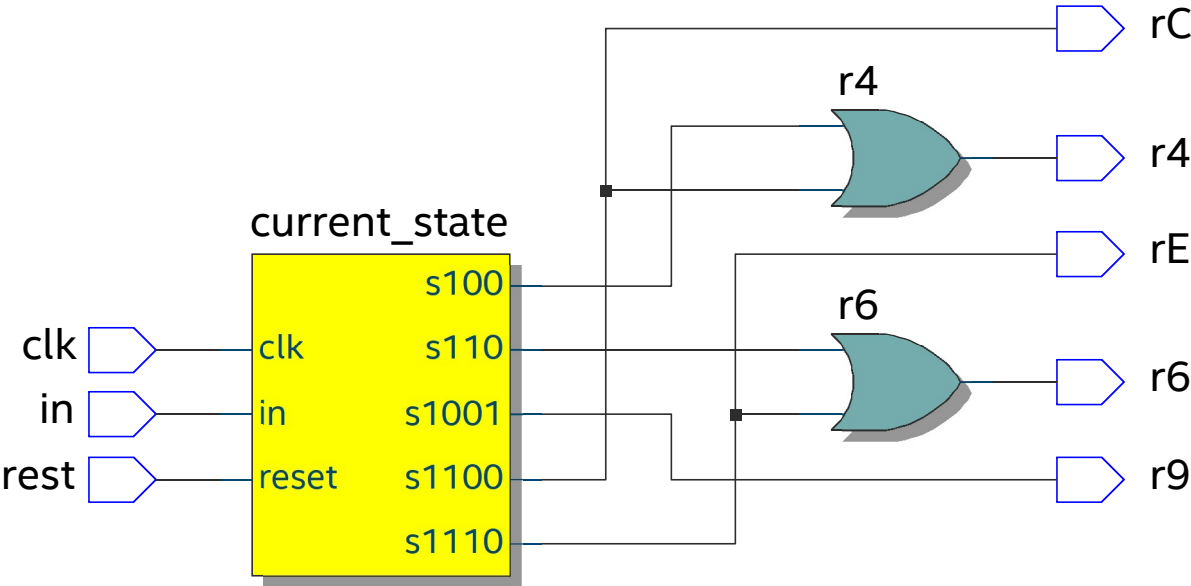 rC
r4
r4
current_state
rE
s100
r6
clk
clk
s110
r6
in
in
s1001
rest
reset
s1100
r9
s1110